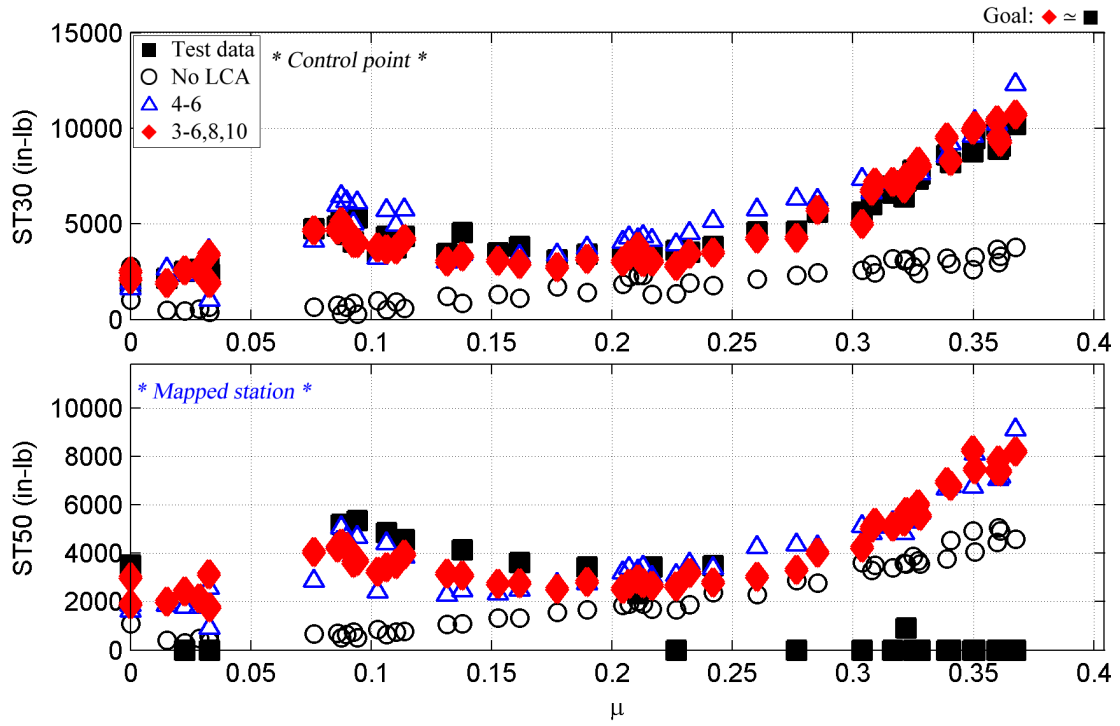 Goal: ♦ ≃ ■
15000
10000
5000
0
ST30 (in-lb)
Test data
No LCA
4-6
3-6,8,10
* Control point *
0 0.05 0.1 0.15 0.2 0.25 0.3 0.35 0.4
* Mapped station *
10000
8000
6000
4000
2000
0
ST50 (in-lb)
0 0.05 0.1 0.15 0.2 0.25 0.3 0.35 0.4
μ